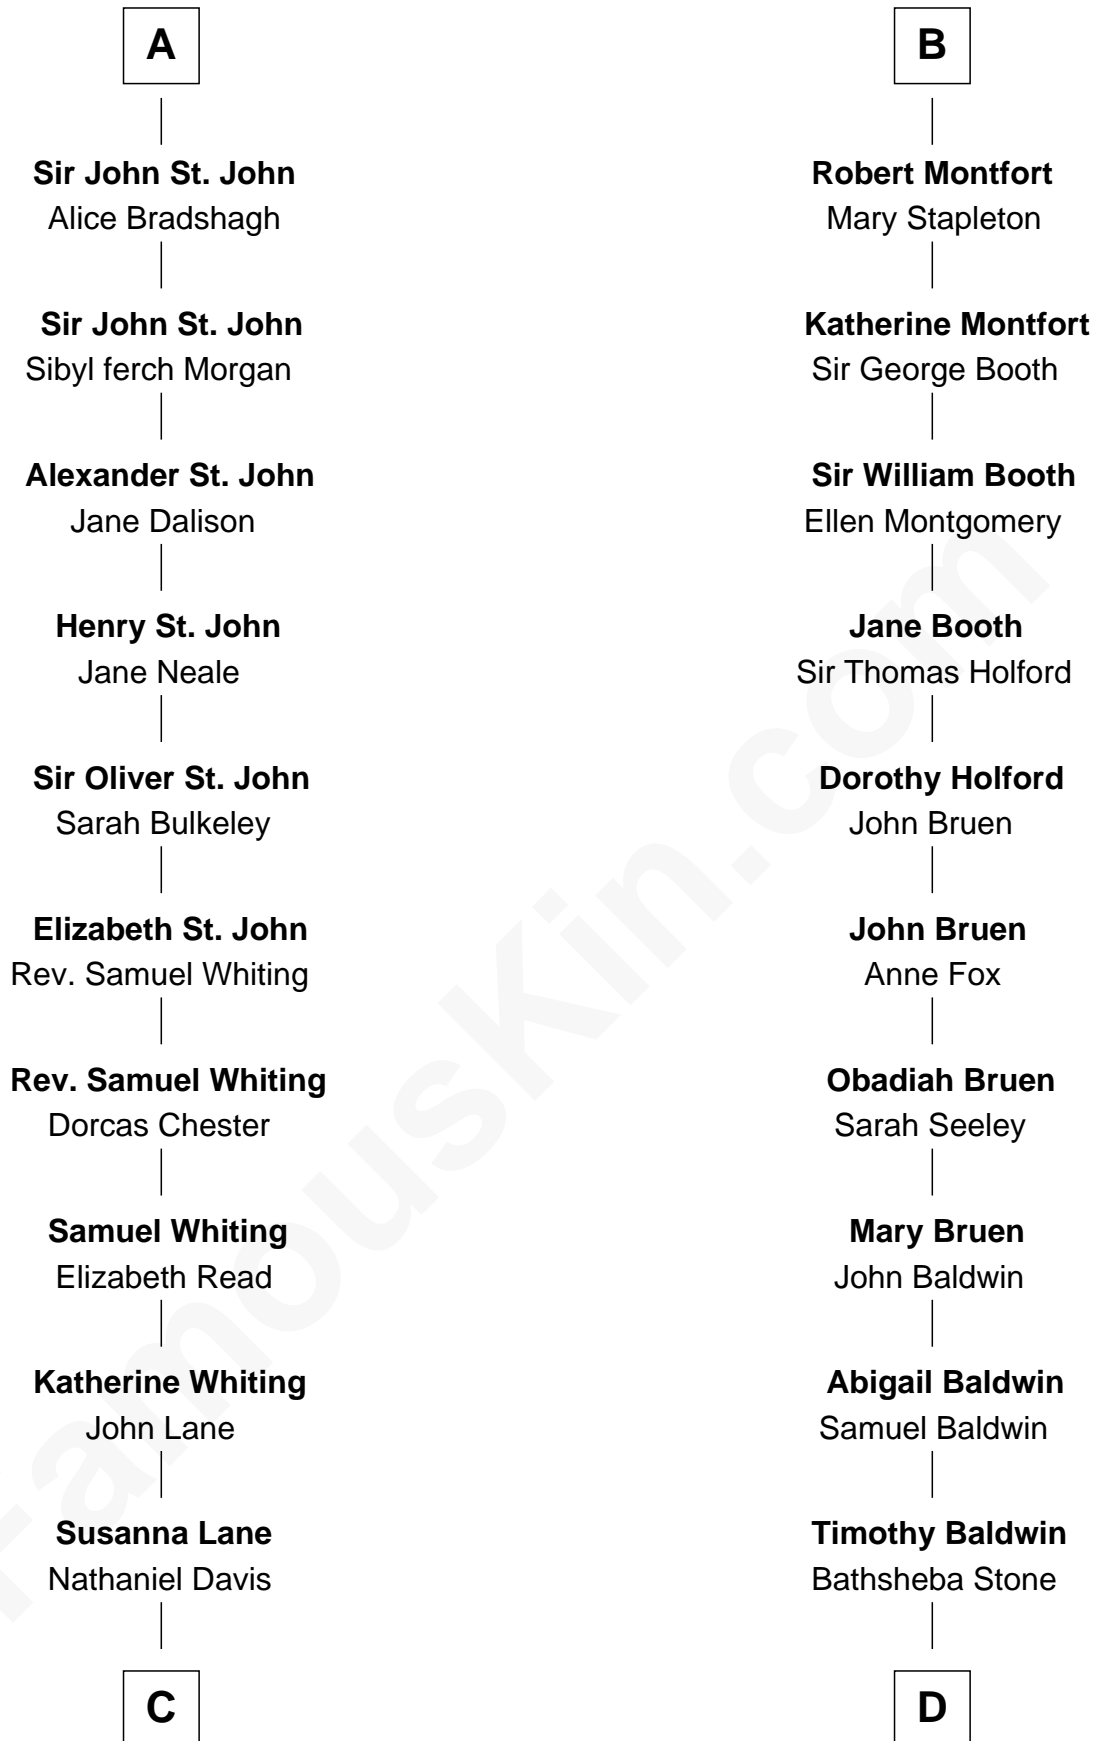 A
Sir John St. John
Alice Bradshagh
Sir John St. John
Sibyl ferch Morgan
Alexander St. John
Jane Dalison
Henry St. John
Jane Neale
Sir Oliver St. John
Sarah Bulkeley
Elizabeth St. John
Rev. Samuel Whiting
Rev. Samuel Whiting
Dorcas Chester
Samuel Whiting
Elizabeth Read
Katherine Whiting
John Lane
Susanna Lane
Nathaniel Davis
C
B
Robert Montfort
Mary Stapleton
Katherine Montfort
Sir George Booth
Sir William Booth
Ellen Montgomery
Jane Booth
Sir Thomas Holford
Dorothy Holford
John Bruen
John Bruen
Anne Fox
Obadiah Bruen
Sarah Seeley
Mary Bruen
John Baldwin
Abigail Baldwin
Samuel Baldwin
Timothy Baldwin
Bathsheba Stone
D
FamousKin.com